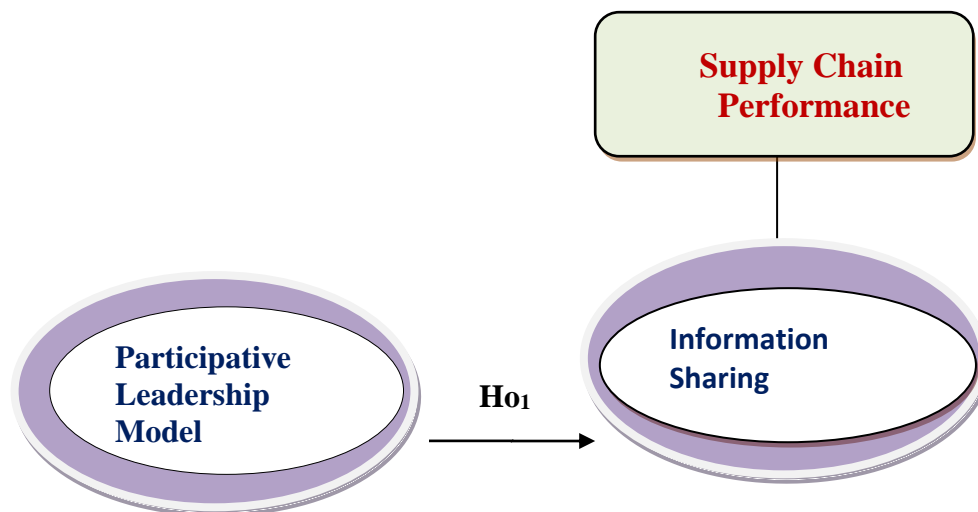 Supply Chain
Performance
Participative
Leadership
Model
Ho₁
Information
Sharing